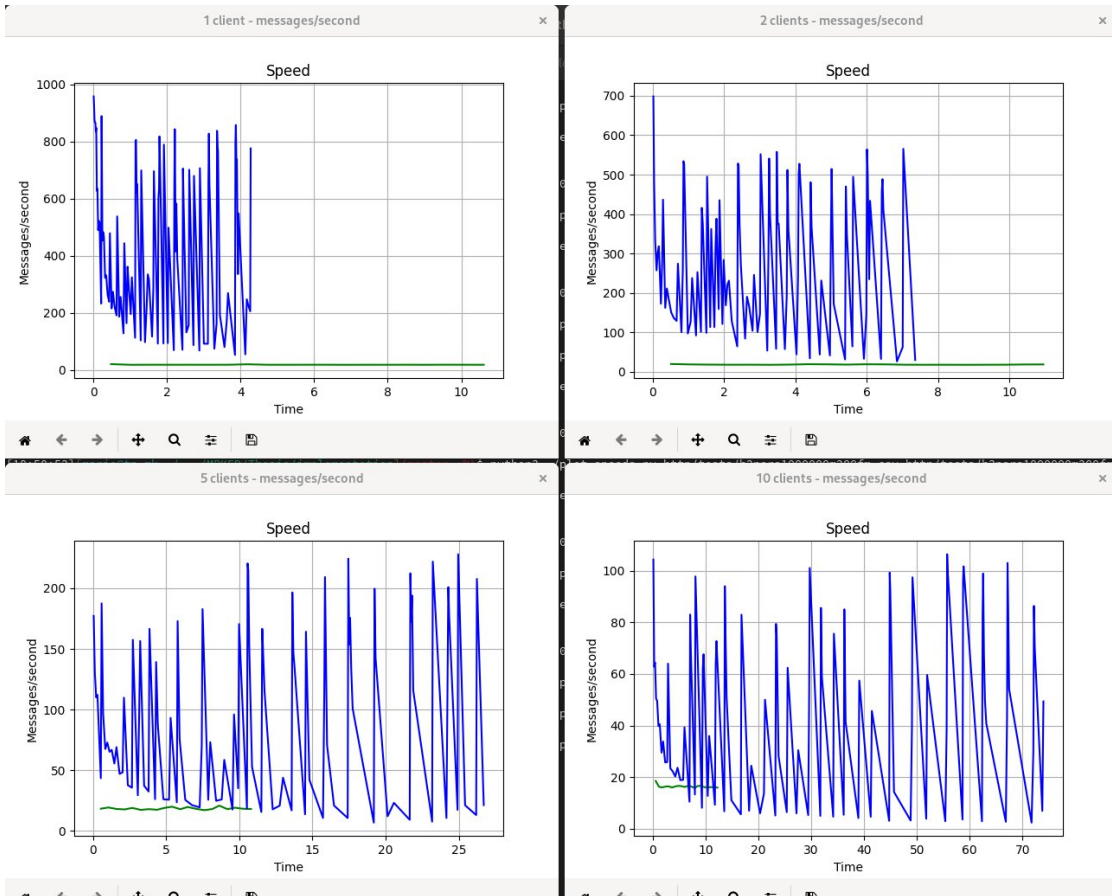 1 client - messages/second ×
Speed
1000
800
600
400
200
0
Messages/second
0 2 4 6 8 10
Time
2 clients - messages/second ×
Speed
700
600
500
400
300
200
100
0
Messages/second
0 2 4 6 8 10
Time
5 clients - messages/second ×
Speed
200
150
100
50
0
Messages/second
0 5 10 15 20 25
Time
10 clients - messages/second ×
Speed
100
80
60
40
20
0
Messages/second
0 10 20 30 40 50 60 70
Time